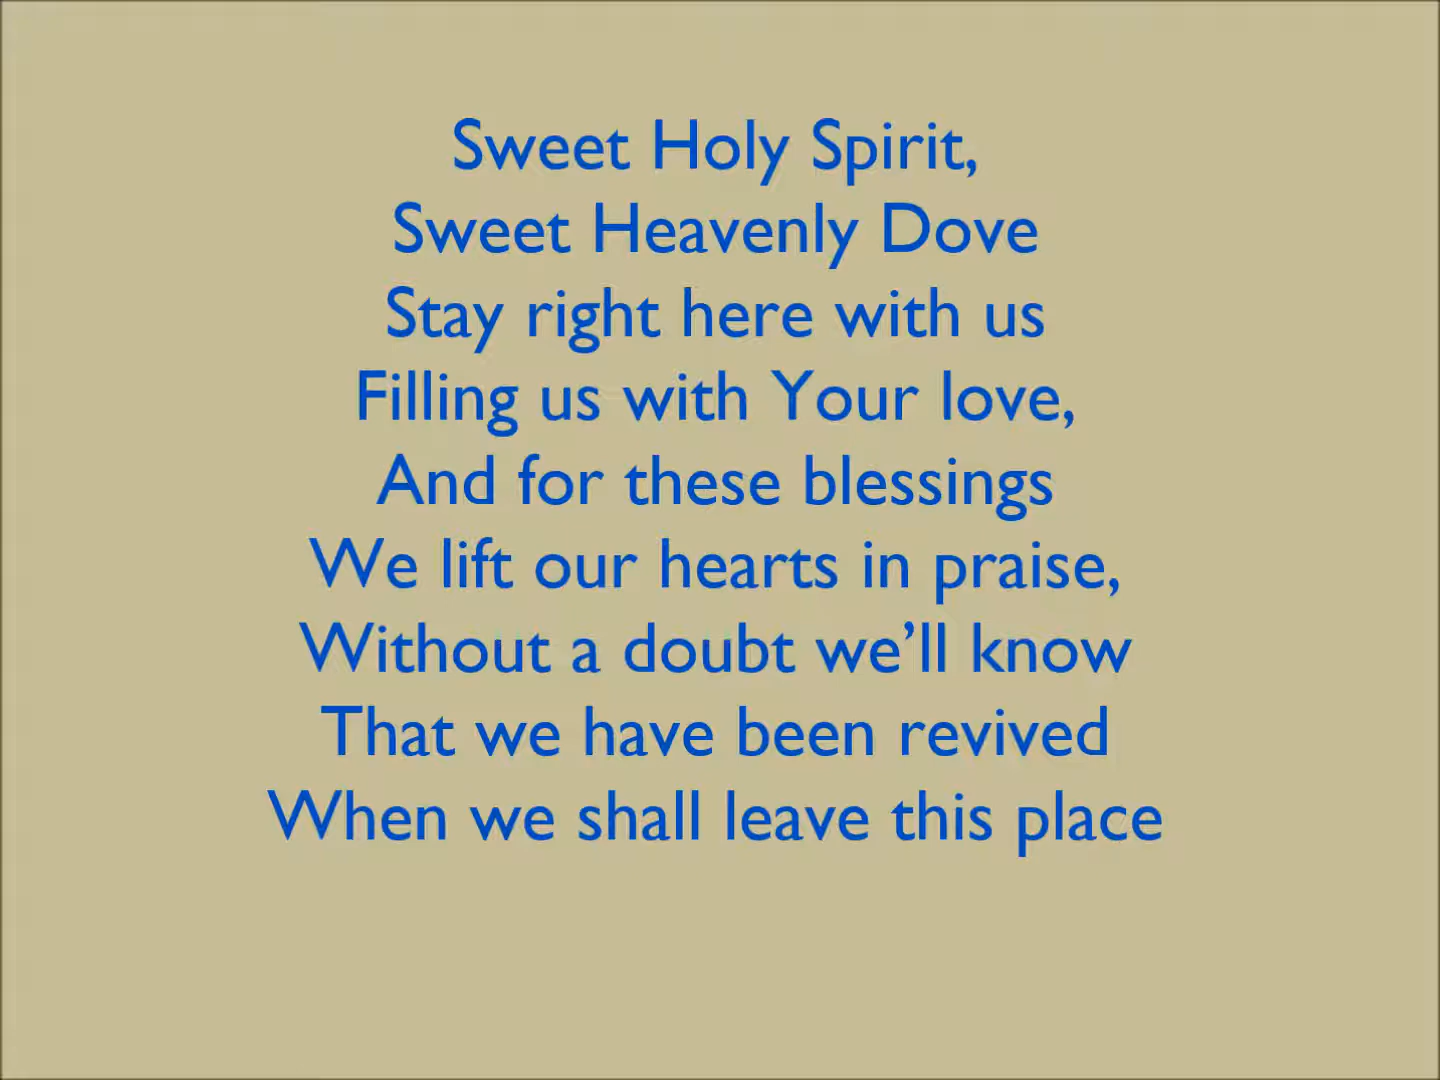 Sweet Holy Spirit,
Sweet Heavenly Dove
Stay right here with us
Filling us with Your love,
And for these blessings
We lift our hearts in praise,
Without a doubt we’ll know
That we have been revived
When we shall leave this place